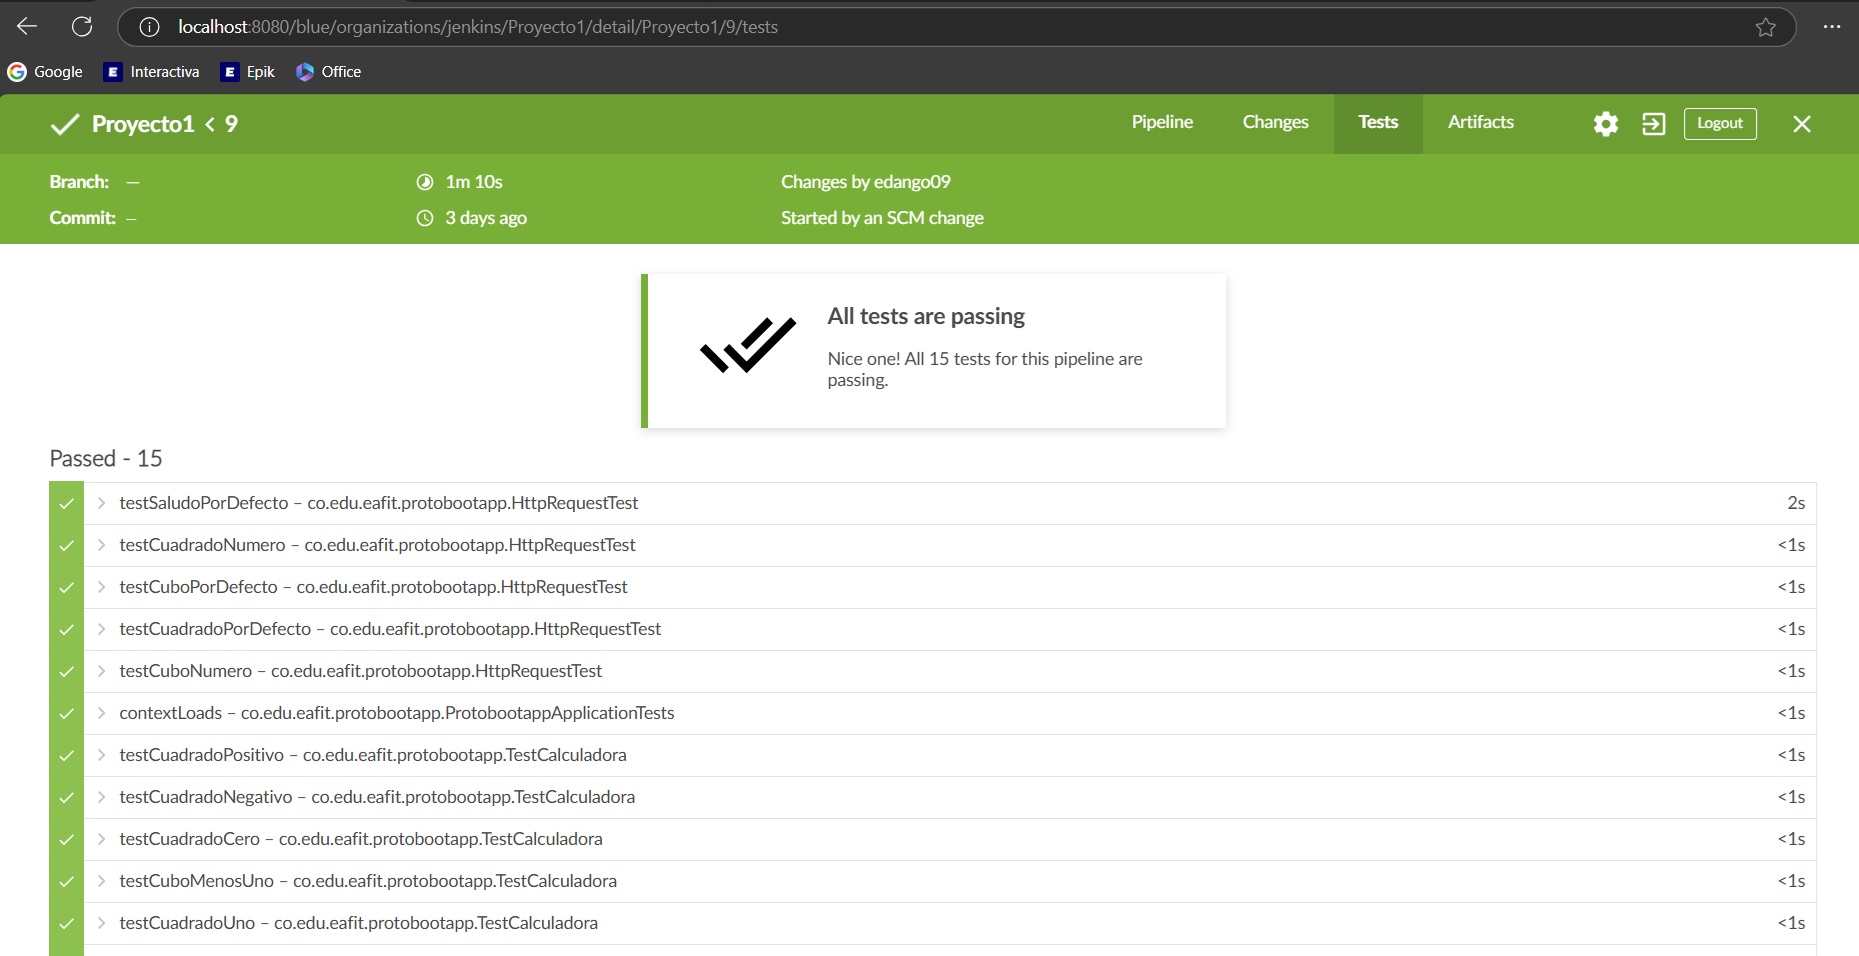 localhost:8080/blue/organizations/jenkins/Proyecto1/detail/Proyecto1/9/tests
Google Interactiva Epik Office
Proyecto1 < 9 Pipeline Changes Tests Artifacts Logout
Branch: — 1m 10s Changes by edango09
Commit: — 3 days ago Started by an SCM change
All tests are passing
Nice one! All 15 tests for this pipeline are
passing.
Passed - 15
testSaludoPorDefecto – co.edu.eafit.protobootapp.HttpRequestTest 2s
testCuadradoNumero – co.edu.eafit.protobootapp.HttpRequestTest <1s
testCuboPorDefecto – co.edu.eafit.protobootapp.HttpRequestTest <1s
testCuadradoPorDefecto – co.edu.eafit.protobootapp.HttpRequestTest <1s
testCuboNumero – co.edu.eafit.protobootapp.HttpRequestTest <1s
contextLoads – co.edu.eafit.protobootapp.ProtobootappApplicationTests <1s
testCuadradoPositivo – co.edu.eafit.protobootapp.TestCalculadora <1s
testCuadradoNegativo – co.edu.eafit.protobootapp.TestCalculadora <1s
testCuadradoCero – co.edu.eafit.protobootapp.TestCalculadora <1s
testCuboMenosUno – co.edu.eafit.protobootapp.TestCalculadora <1s
testCuadradoUno – co.edu.eafit.protobootapp.TestCalculadora <1s